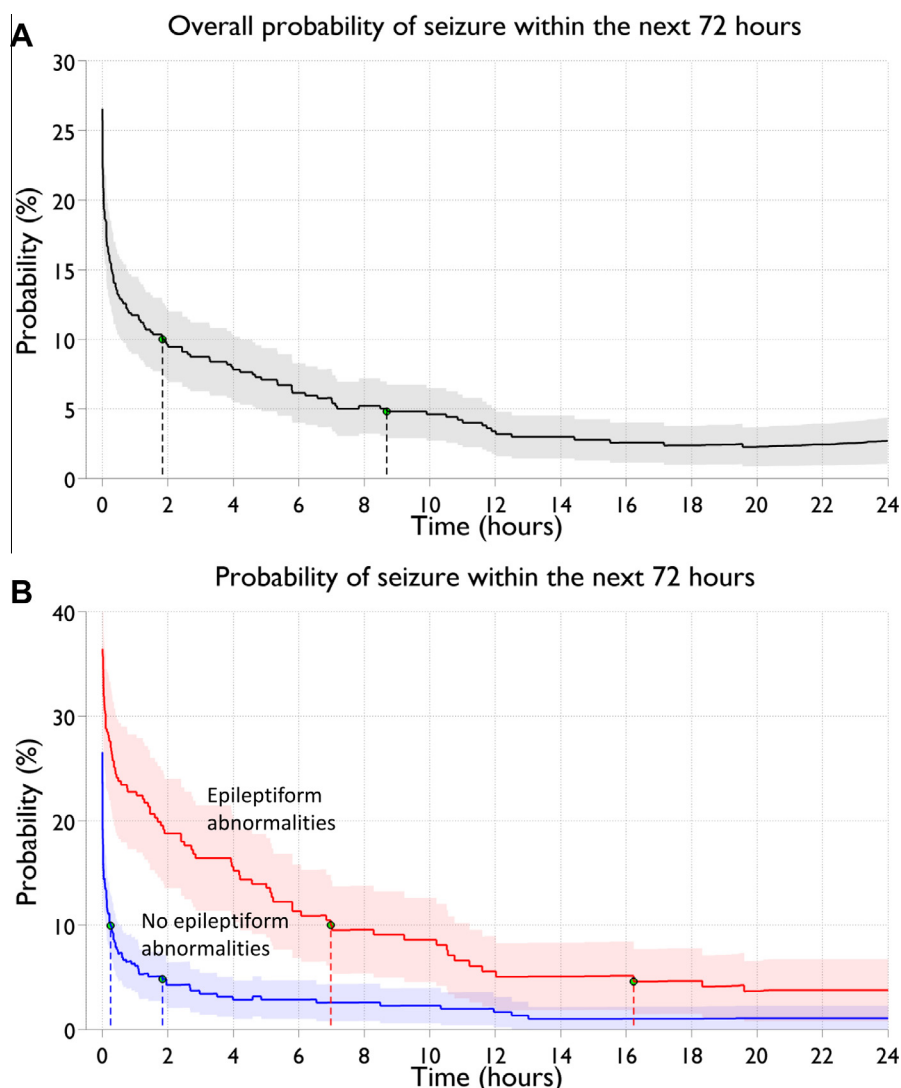 A
Overall probability of seizure within the next 72 hours
30
25
20
15
10
5
0
Probability (%)
0 2 4 6 8 10 12 14 16 18 20 22 24
Time (hours)
B
Probability of seizure within the next 72 hours
40
30
20
10
0
Probability (%)
Epileptiform
abnormalities
No epileptiform
abnormalities
0 2 4 6 8 10 12 14 16 18 20 22 24
Time (hours)